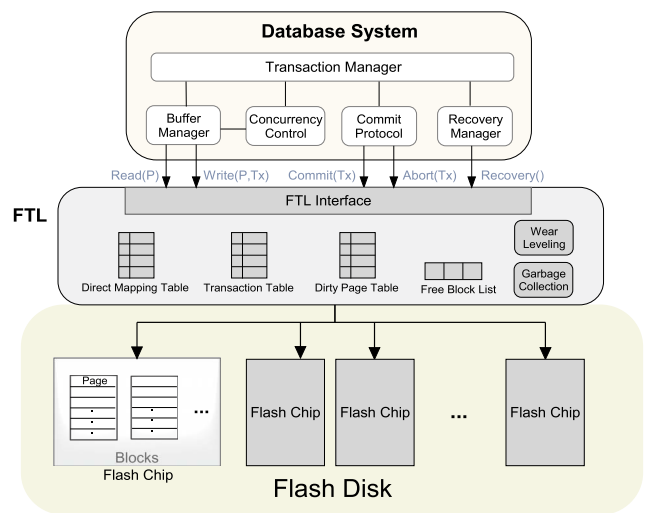 Database System
Transaction Manager
Buffer
Manager
Concurrency
Control
Commit
Protocol
Recovery
Manager
Read(P)
Write(P,Tx)
Commit(Tx)
Abort(Tx)
Recovery()
FTL
FTL Interface
Wear
Leveling
Garbage
Collection
Direct Mapping Table
Transaction Table
Dirty Page Table
Free Block List
Page
...
Blocks
Flash Chip
Flash Chip
Flash Chip
...
Flash Chip
Flash Disk